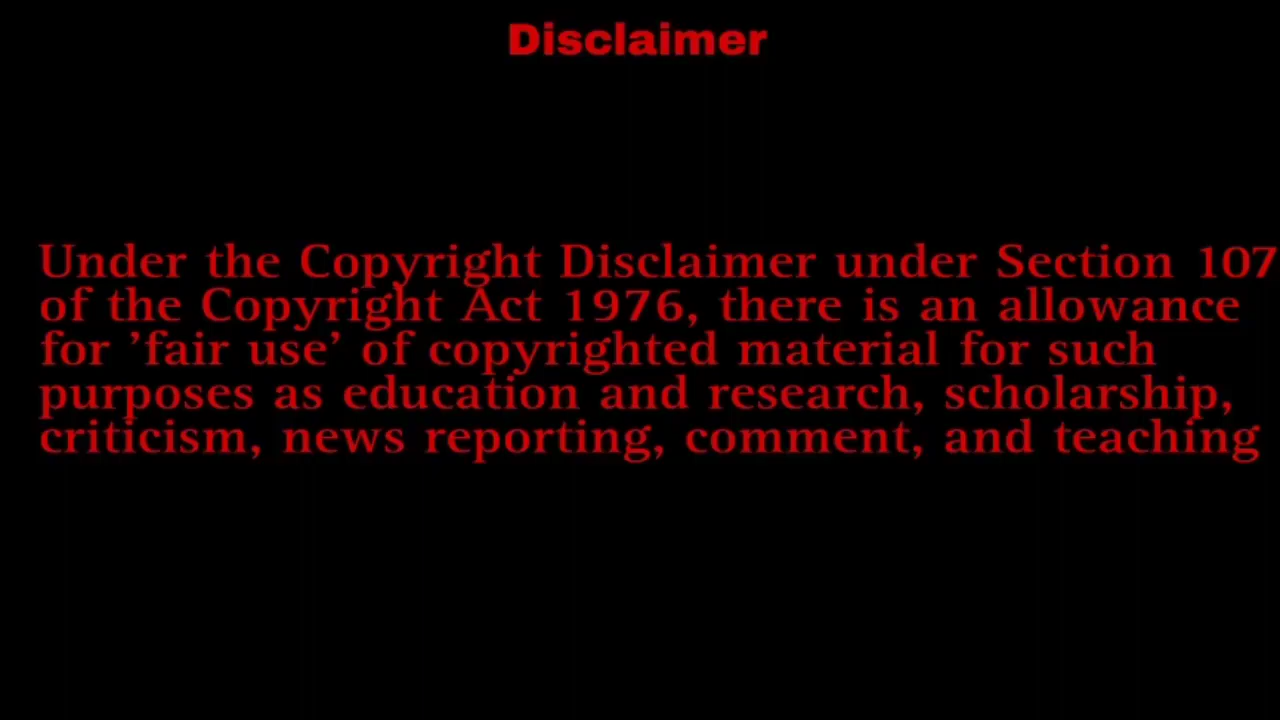 Disclaimer
Under the Copyright Disclaimer under Section 107
of the Copyright Act 1976, there is an allowance
for ’fair use’ of copyrighted material for such
purposes as education and research, scholarship,
criticism, news reporting, comment, and teaching